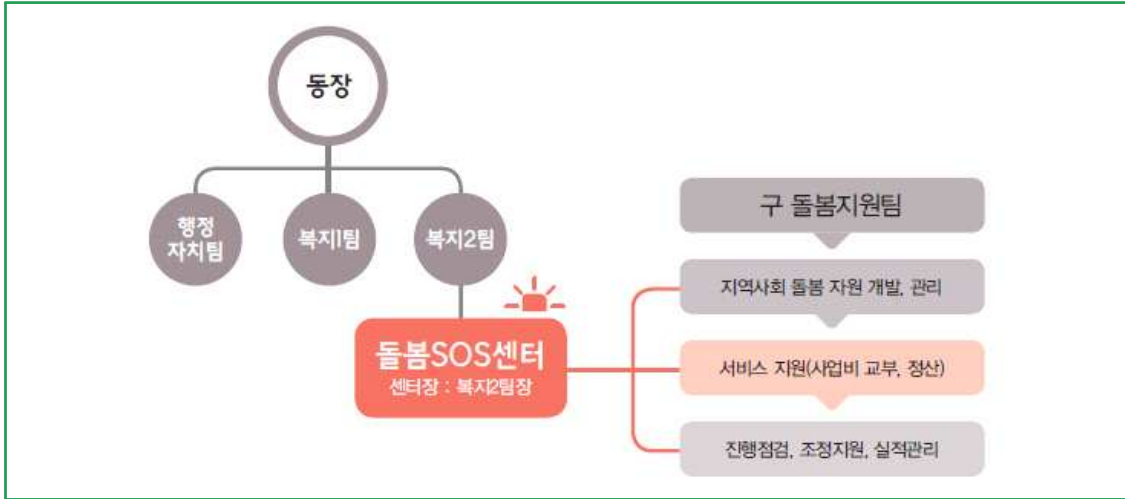 동장
행정
자치팀
복지1팀
복지2팀
돌봄SOS센터
센터장 : 복지2팀장
구 돌봄지원팀
지역사회 돌봄 자원 개발, 관리
서비스 지원(사업비 교부, 정산)
진행점검, 조정지원, 실적관리